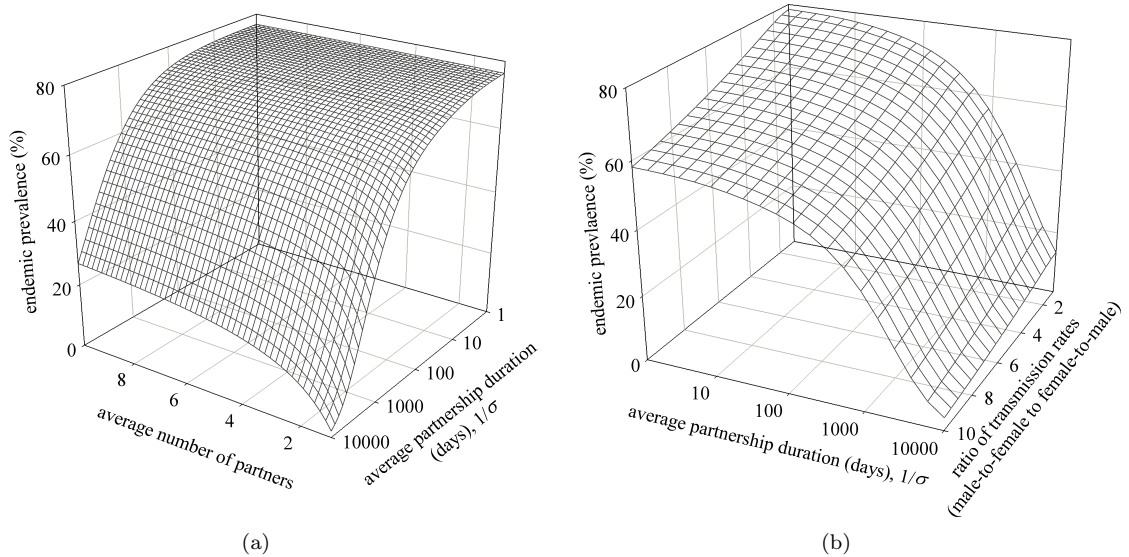 80
60
40
20
0
endemic prevalence (%)
8
6
4
2
average number of partners
1
10
100
1000
10000
average partnership duration
(days), 1/σ
(a)
80
60
40
20
0
endemic prevlaence (%)
10
100
1000
10000
average partnership duration (days), 1/σ
2
4
6
8
10
ratio of transmission rates
(male-to-female to female-to-male)
(b)